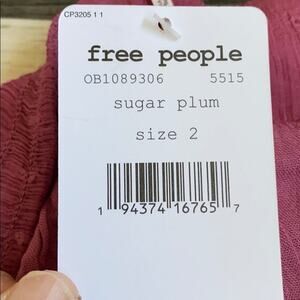 CP3205 1 1
free people
OB1089306 5515
sugar plum
size 2
1 94374 16765 7